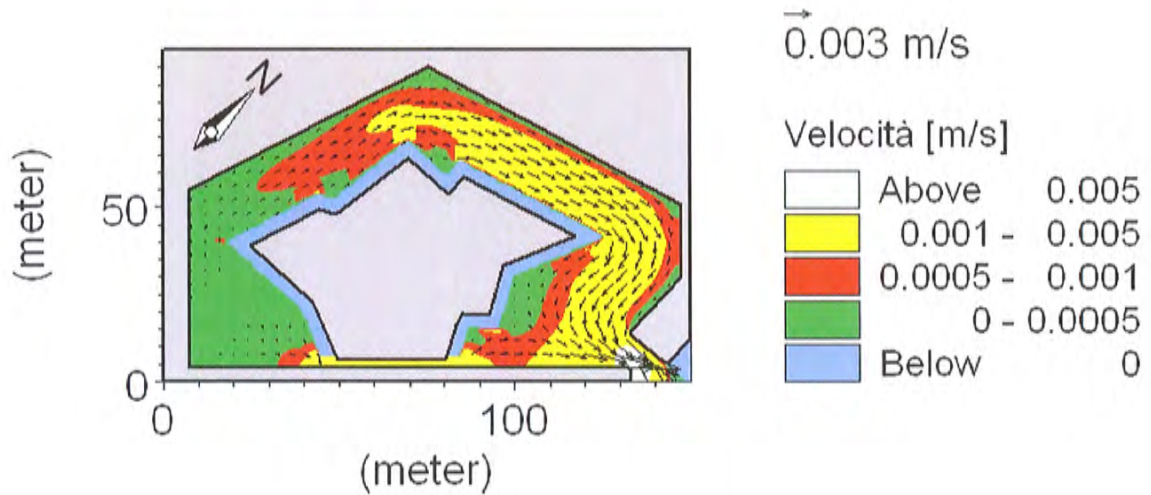 N
(meter)
50
0
0
100
(meter)
0.003 m/s
Velocità [m/s]
Above 0.005
0.001 - 0.005
0.0005 - 0.001
0 - 0.0005
Below 0